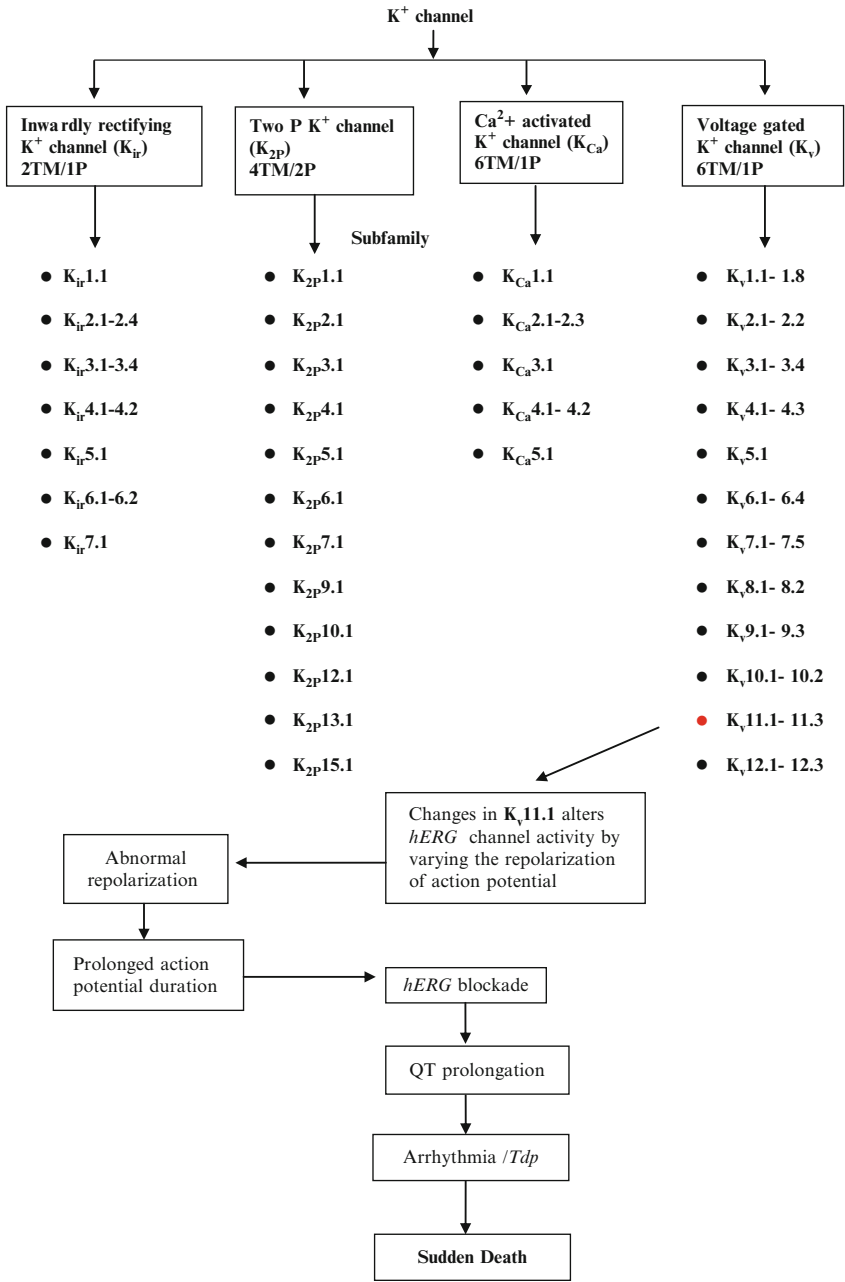 K⁺ channel
Inwardly rectifying
K⁺ channel (Kir)
2TM/1P
Two P K⁺ channel
(K2P)
4TM/2P
Ca²+ activated
K⁺ channel (KCa)
6TM/1P
Voltage gated
K⁺ channel (Kv)
6TM/1P
Subfamily
● Kir1.1
● Kir2.1-2.4
● Kir3.1-3.4
● Kir4.1-4.2
● Kir5.1
● Kir6.1-6.2
● Kir7.1
● K2P1.1
● K2P2.1
● K2P3.1
● K2P4.1
● K2P5.1
● K2P6.1
● K2P7.1
● K2P9.1
● K2P10.1
● K2P12.1
● K2P13.1
● K2P15.1
● KCa1.1
● KCa2.1-2.3
● KCa3.1
● KCa4.1- 4.2
● KCa5.1
● Kv1.1- 1.8
● Kv2.1- 2.2
● Kv3.1- 3.4
● Kv4.1- 4.3
● Kv5.1
● Kv6.1- 6.4
● Kv7.1- 7.5
● Kv8.1- 8.2
● Kv9.1- 9.3
● Kv10.1- 10.2
● Kv11.1- 11.3
● Kv12.1- 12.3
Changes in Kv11.1 alters
hERG channel activity by
varying the repolarization
of action potential
Abnormal
repolarization
Prolonged action
potential duration
hERG blockade
QT prolongation
Arrhythmia /Tdp
Sudden Death